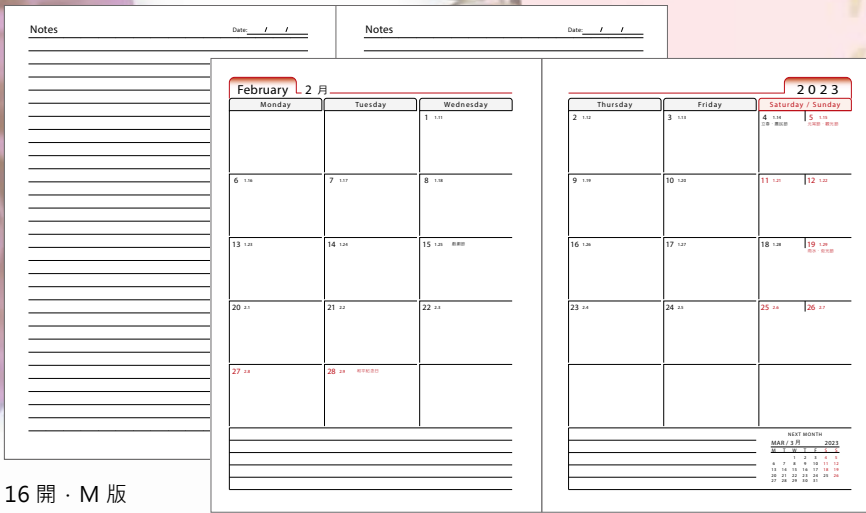 Notes Date: / /
Notes Date: / /
February 2 月
2023
Monday Tuesday Wednesday
Thursday Friday Saturday / Sunday
1 1.11
2 1.12 3 1.13 4 1.14 5 1.15
6 1.16 7 1.17 8 1.18
9 1.19 10 1.20 11 1.21 12 1.22
13 1.23 14 1.24 15 1.25
16 1.26 17 1.27 18 1.28 19 1.29
20 2.1 21 2.2 22 2.3
23 2.4 24 2.5 25 2.6 26 2.7
27 2.8 28 2.9 和平紀念日
NEXT MONTH
MAR / 3 月 2023
M T W T F S S
1 2 3 4 5
6 7 8 9 10 11 12
13 14 15 16 17 18 19
20 21 22 23 24 25 26
27 28 29 30 31
16 開 · M 版